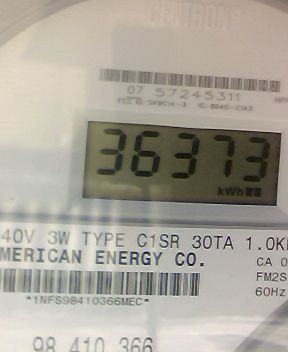 CENTRON®
07 57245311
36373
kWh
40V 3W TYPE C1SR 30TA 1.0K
MERICAN ENERGY CO. CA 0
FM2S
*1NFS98410366MEC* 60Hz
98 410 366